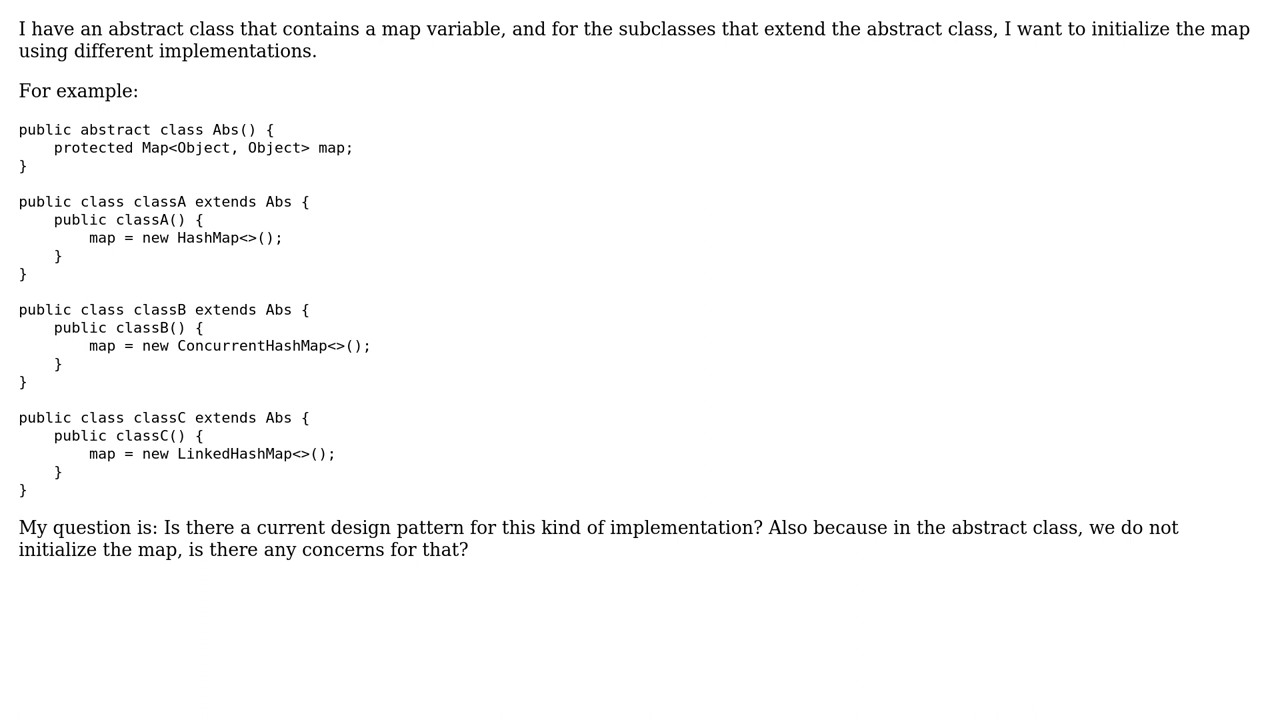 I have an abstract class that contains a map variable, and for the subclasses that extend the abstract class, I want to initialize the map
using different implementations.
For example:
public abstract class Abs() {
    protected Map<Object, Object> map;
}
public class classA extends Abs {
    public classA() {
        map = new HashMap<>();
    }
}
public class classB extends Abs {
    public classB() {
        map = new ConcurrentHashMap<>();
    }
}
public class classC extends Abs {
    public classC() {
        map = new LinkedHashMap<>();
    }
}
My question is: Is there a current design pattern for this kind of implementation? Also because in the abstract class, we do not
initialize the map, is there any concerns for that?